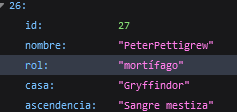 26:
id: 27
nombre: "PeterPettigrew"
rol: "mortífago"
casa: "Gryffindor"
ascendencia: "Sangre mestiza"